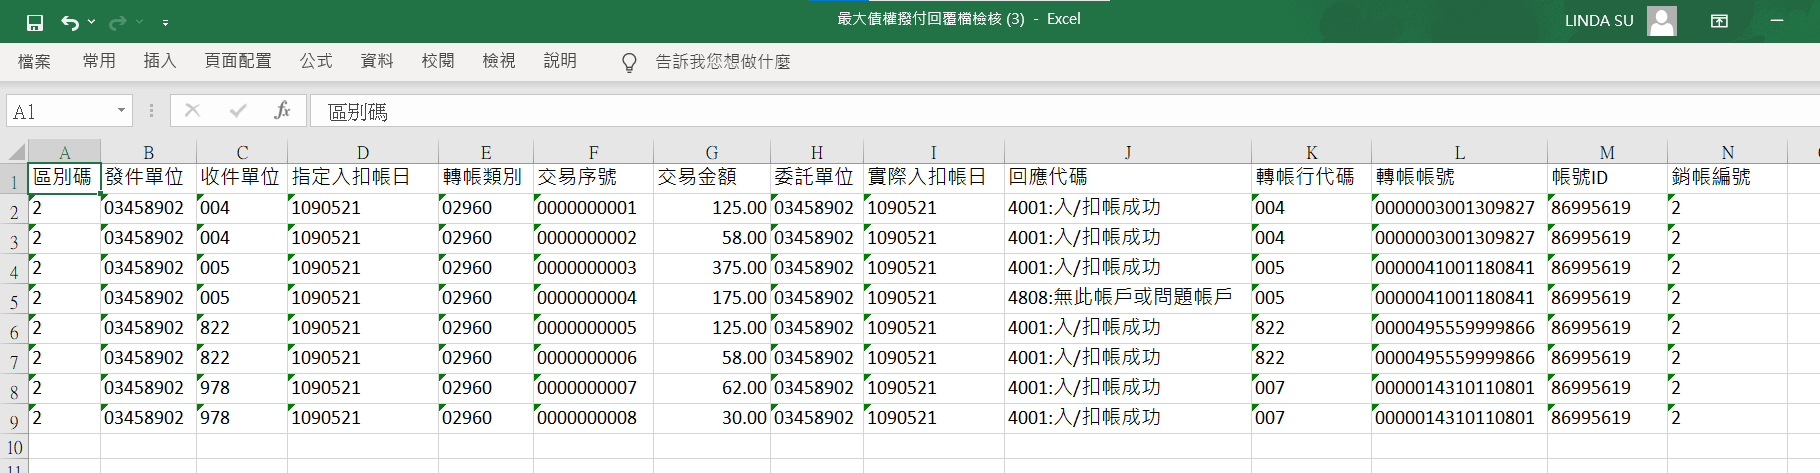 最大債權撥付回覆檔檢核 (3) - Excel
LINDA SU
檔案 常用 插入 頁面配置 公式 資料 校閱 檢視 說明 告訴我您想做什麼
A1 fx 區別碼
A B C D E F G H I J K L M N
1 區別碼 發件單位 收件單位 指定入扣帳日 轉帳類別 交易序號 交易金額 委託單位 實際入扣帳日 回應代碼 轉帳行代碼 轉帳帳號 帳號ID 銷帳編號
2 2 03458902 004 1090521 02960 0000000001 125.00 03458902 1090521 4001:入/扣帳成功 004 0000003001309827 86995619 2
3 2 03458902 004 1090521 02960 0000000002 58.00 03458902 1090521 4001:入/扣帳成功 004 0000003001309827 86995619 2
4 2 03458902 005 1090521 02960 0000000003 375.00 03458902 1090521 4001:入/扣帳成功 005 0000041001180841 86995619 2
5 2 03458902 005 1090521 02960 0000000004 175.00 03458902 1090521 4808:無此帳戶或問題帳戶 005 0000041001180841 86995619 2
6 2 03458902 822 1090521 02960 0000000005 125.00 03458902 1090521 4001:入/扣帳成功 822 0000495559999866 86995619 2
7 2 03458902 822 1090521 02960 0000000006 58.00 03458902 1090521 4001:入/扣帳成功 822 0000495559999866 86995619 2
8 2 03458902 978 1090521 02960 0000000007 62.00 03458902 1090521 4001:入/扣帳成功 007 0000014310110801 86995619 2
9 2 03458902 978 1090521 02960 0000000008 30.00 03458902 1090521 4001:入/扣帳成功 007 0000014310110801 86995619 2
10
11